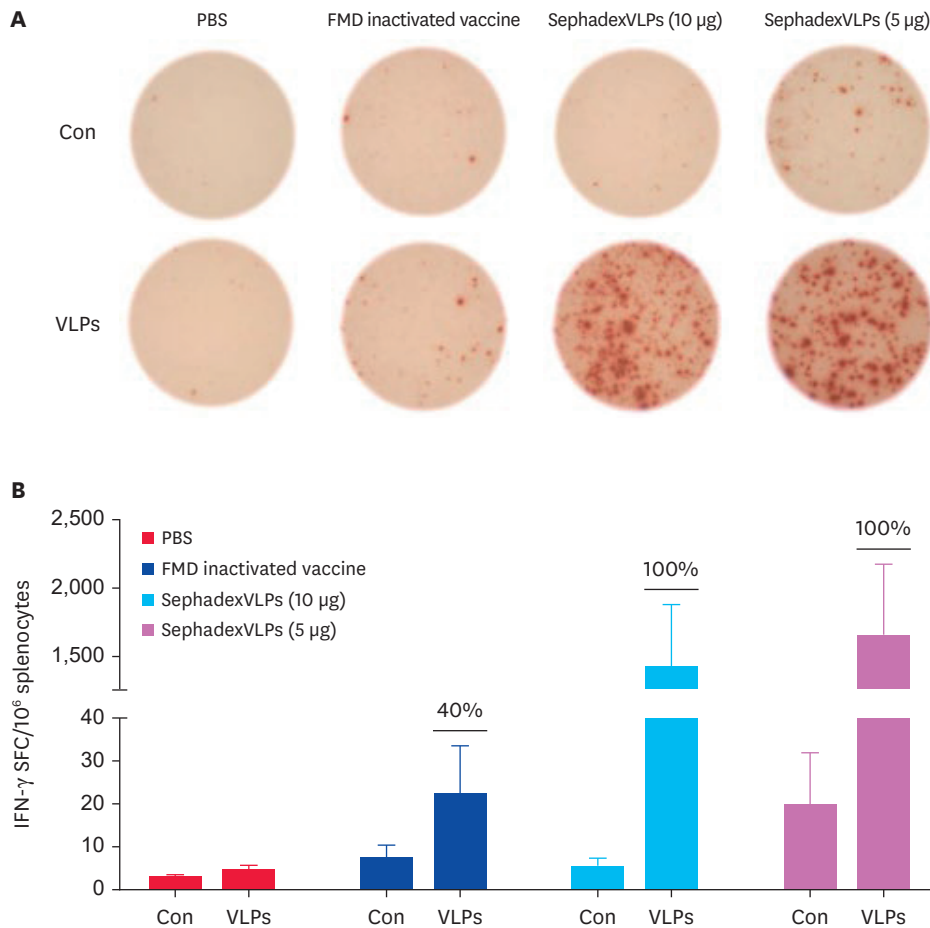 A
PBS FMD inactivated vaccine SephadexVLPs (10 μg) SephadexVLPs (5 μg)
Con
VLPs
B
IFN-γ SFC/10⁶ splenocytes
2,500
2,000
1,500
40
30
20
10
0
PBS
FMD inactivated vaccine
SephadexVLPs (10 μg)
SephadexVLPs (5 μg)
40%
100%
100%
Con VLPs Con VLPs Con VLPs Con VLPs